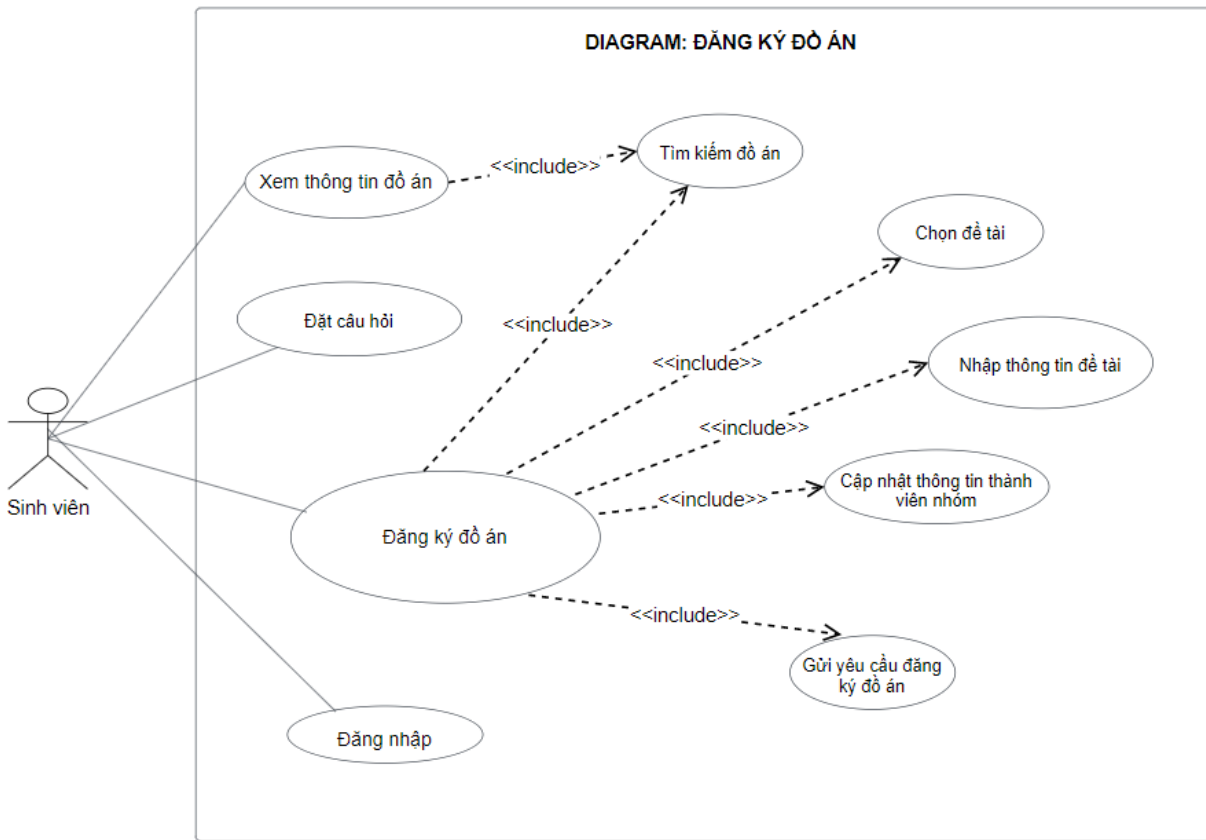 DIAGRAM: ĐĂNG KÝ ĐỒ ÁN
Tìm kiếm đồ án
<<include>>
Xem thông tin đồ án
Chọn đề tài
Đặt câu hỏi
<<include>>
<<include>>
Nhập thông tin đề tài
<<include>>
Cập nhật thông tin thành
viên nhóm
<<include>>
Sinh viên
Đăng ký đồ án
<<include>>
Gửi yêu cầu đăng
ký đồ án
Đăng nhập